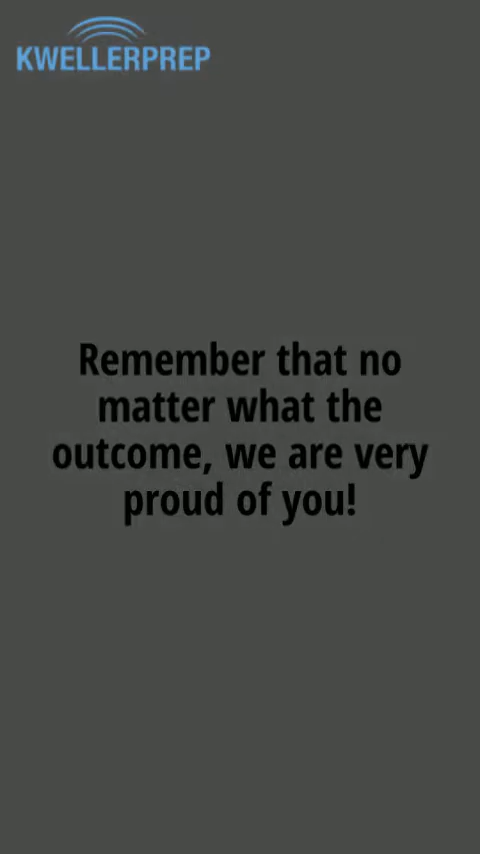 KWELLERPREP
Remember that no
matter what the
outcome, we are very
proud of you!